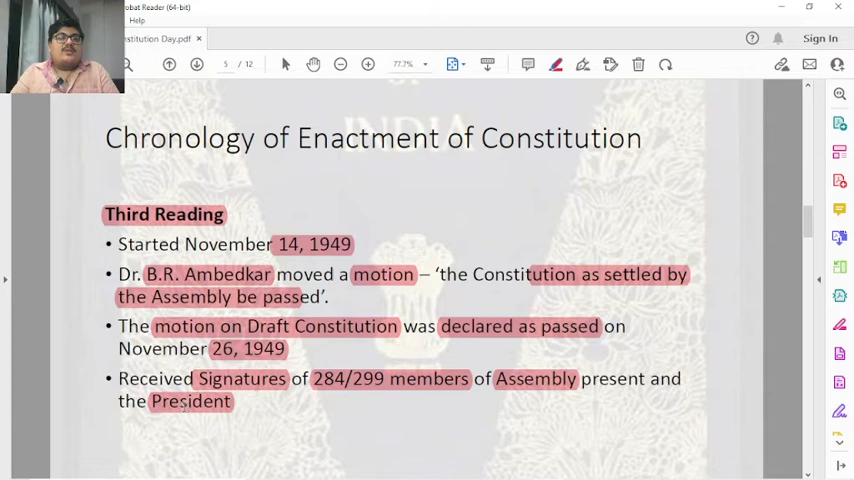 crobat Reader (64-bit)
Help
stitution Day.pdf ×
Sign In
5 / 12
77.7%
OF
INDIA
Chronology of Enactment of Constitution
Third Reading
• Started November 14, 1949
• Dr. B.R. Ambedkar moved a motion – ‘the Constitution as settled by
the Assembly be passed’.
• The motion on Draft Constitution was declared as passed on
November 26, 1949
• Received Signatures of 284/299 members of Assembly present and
the President